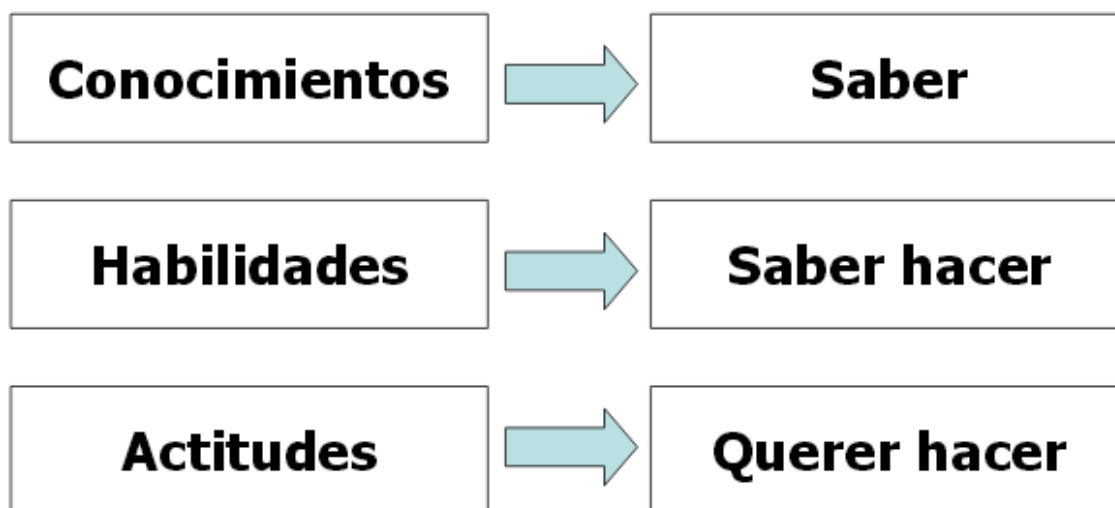 Conocimientos
Saber
Habilidades
Saber hacer
Actitudes
Querer hacer